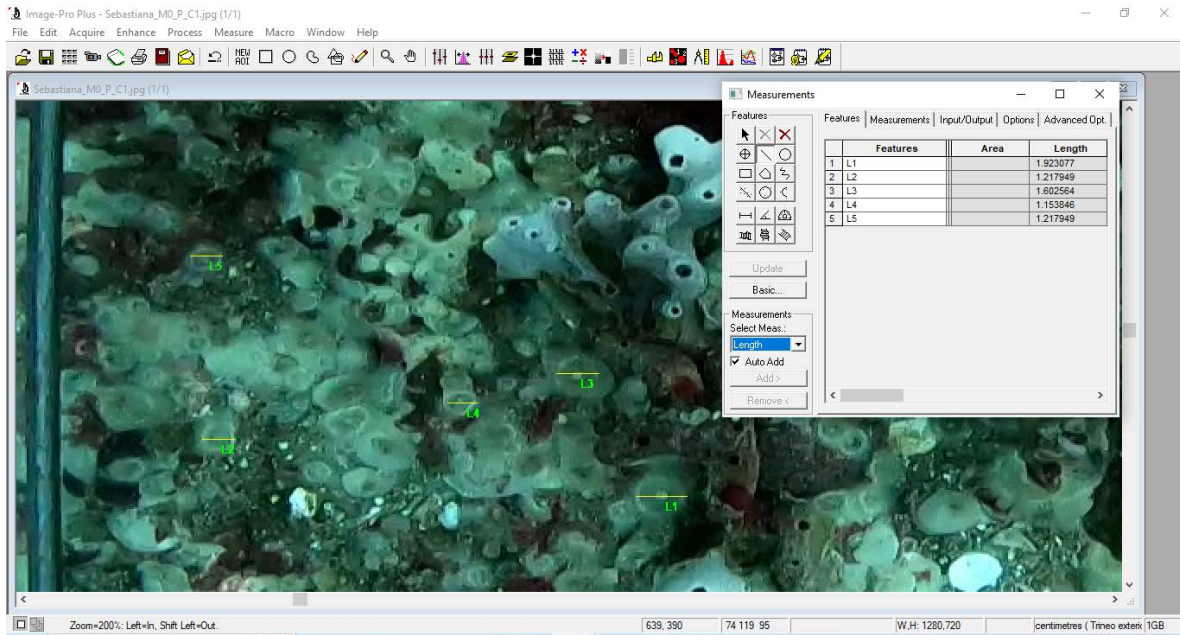 Image-Pro Plus - Sebastiana_M0_P_C1.jpg (1/1)
File Edit Acquire Enhance Process Measure Macro Window Help
NEW AOI
Sebastiana_M0_P_C1.jpg (1/1)
Measurements
Features
Features Measurements Input/Output Options Advanced Opt.
Features Area Length
1 L1 1.923077
2 L2 1.217949
3 L3 1.602564
4 L4 1.153846
5 L5 1.217949
Update
Basic...
Measurements
Select Meas.:
Length
Auto Add
Add >
Remove <
L5
L3
L4
L2
L1
Zoom=200%: Left=In, Shift Left=Out.
639, 390
74 119 95
W,H: 1280,720
centimetres ( Trineo exterio
1GB